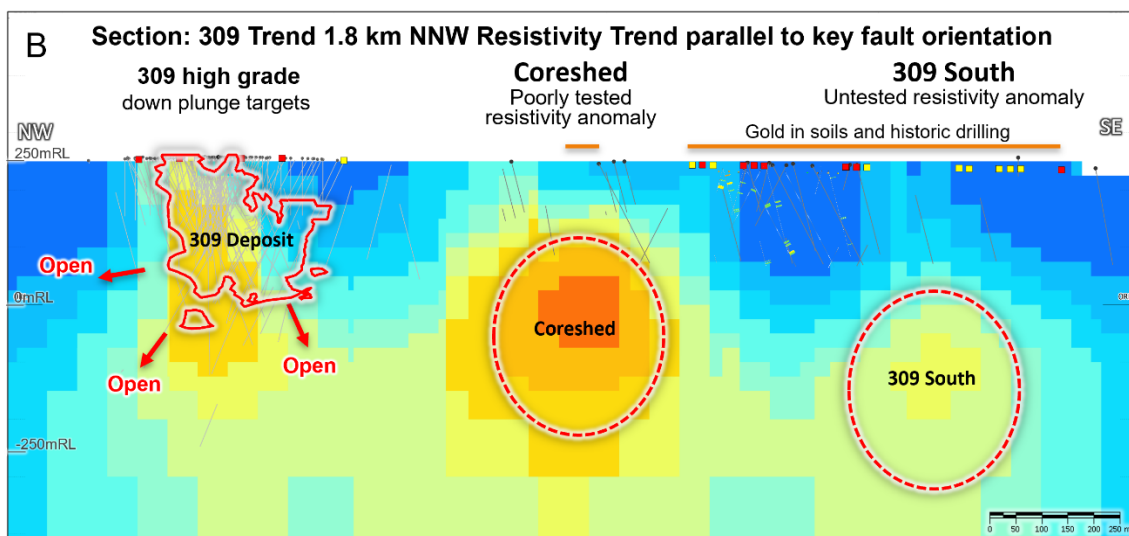 B
Section: 309 Trend 1.8 km NNW Resistivity Trend parallel to key fault orientation
309 high grade
down plunge targets
Coreshed
Poorly tested
resistivity anomaly
309 South
Untested resistivity anomaly
Gold in soils and historic drilling
NW
SE
250mRL
309 Deposit
Open
0mRL
Open
Open
Coreshed
309 South
-250mRL
0 50 100 150 200 250 m